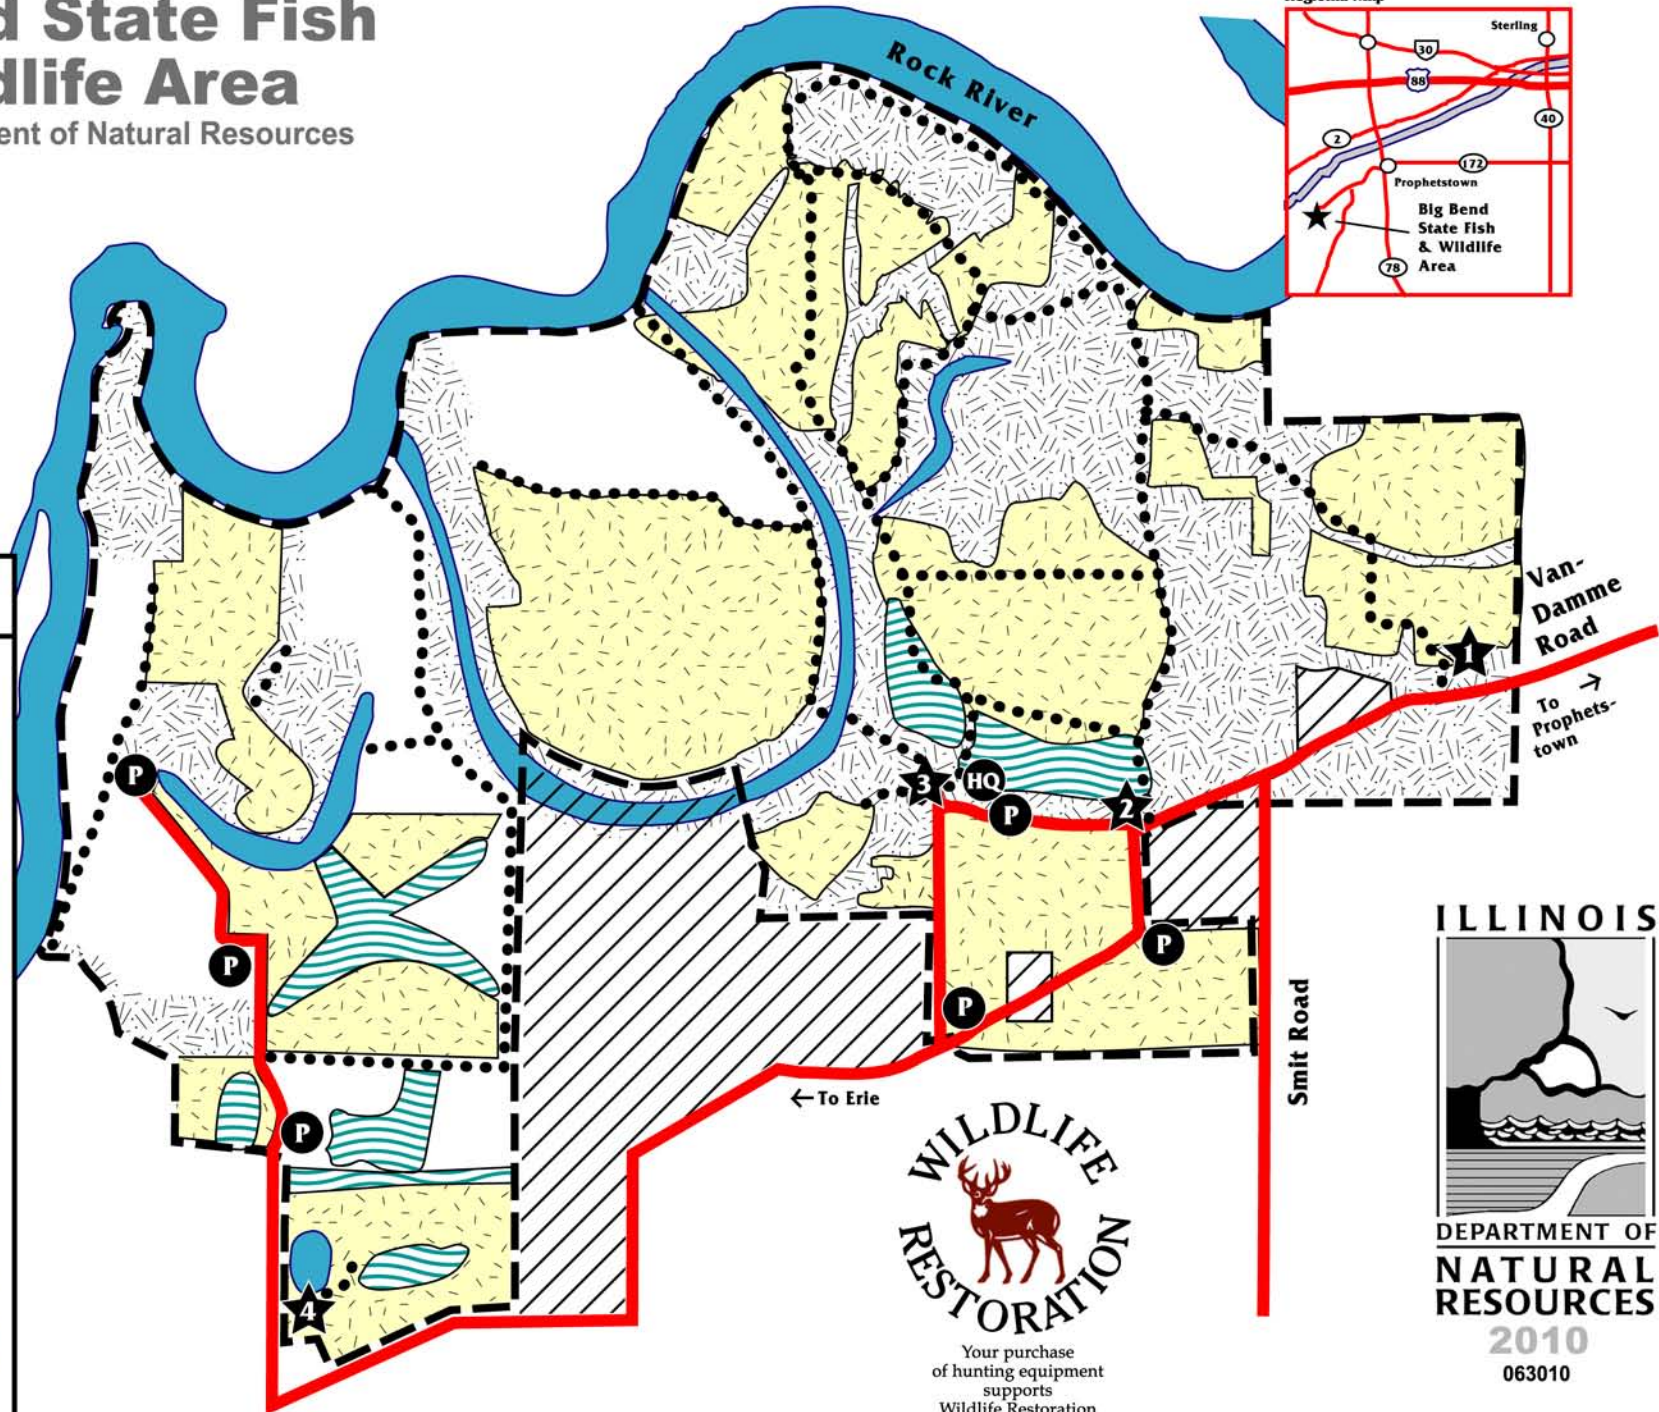 d State Fish
dlife Area
ent of Natural Resources
Rock River
Sterling
30
88
40
2
172
Prophetstown
Big Bend
State Fish
& Wildlife
Area
78
Van-
Damme
Road
1
To →
Prophets-
town
P
3
HQ
P
2
P
P
P
P
← To Erie
Smit Road
4
WILDLIFE
RESTORATION
Your purchase
of hunting equipment
supports
Wildlife Restoration
ILLINOIS
DEPARTMENT OF
NATURAL
RESOURCES
2010
063010